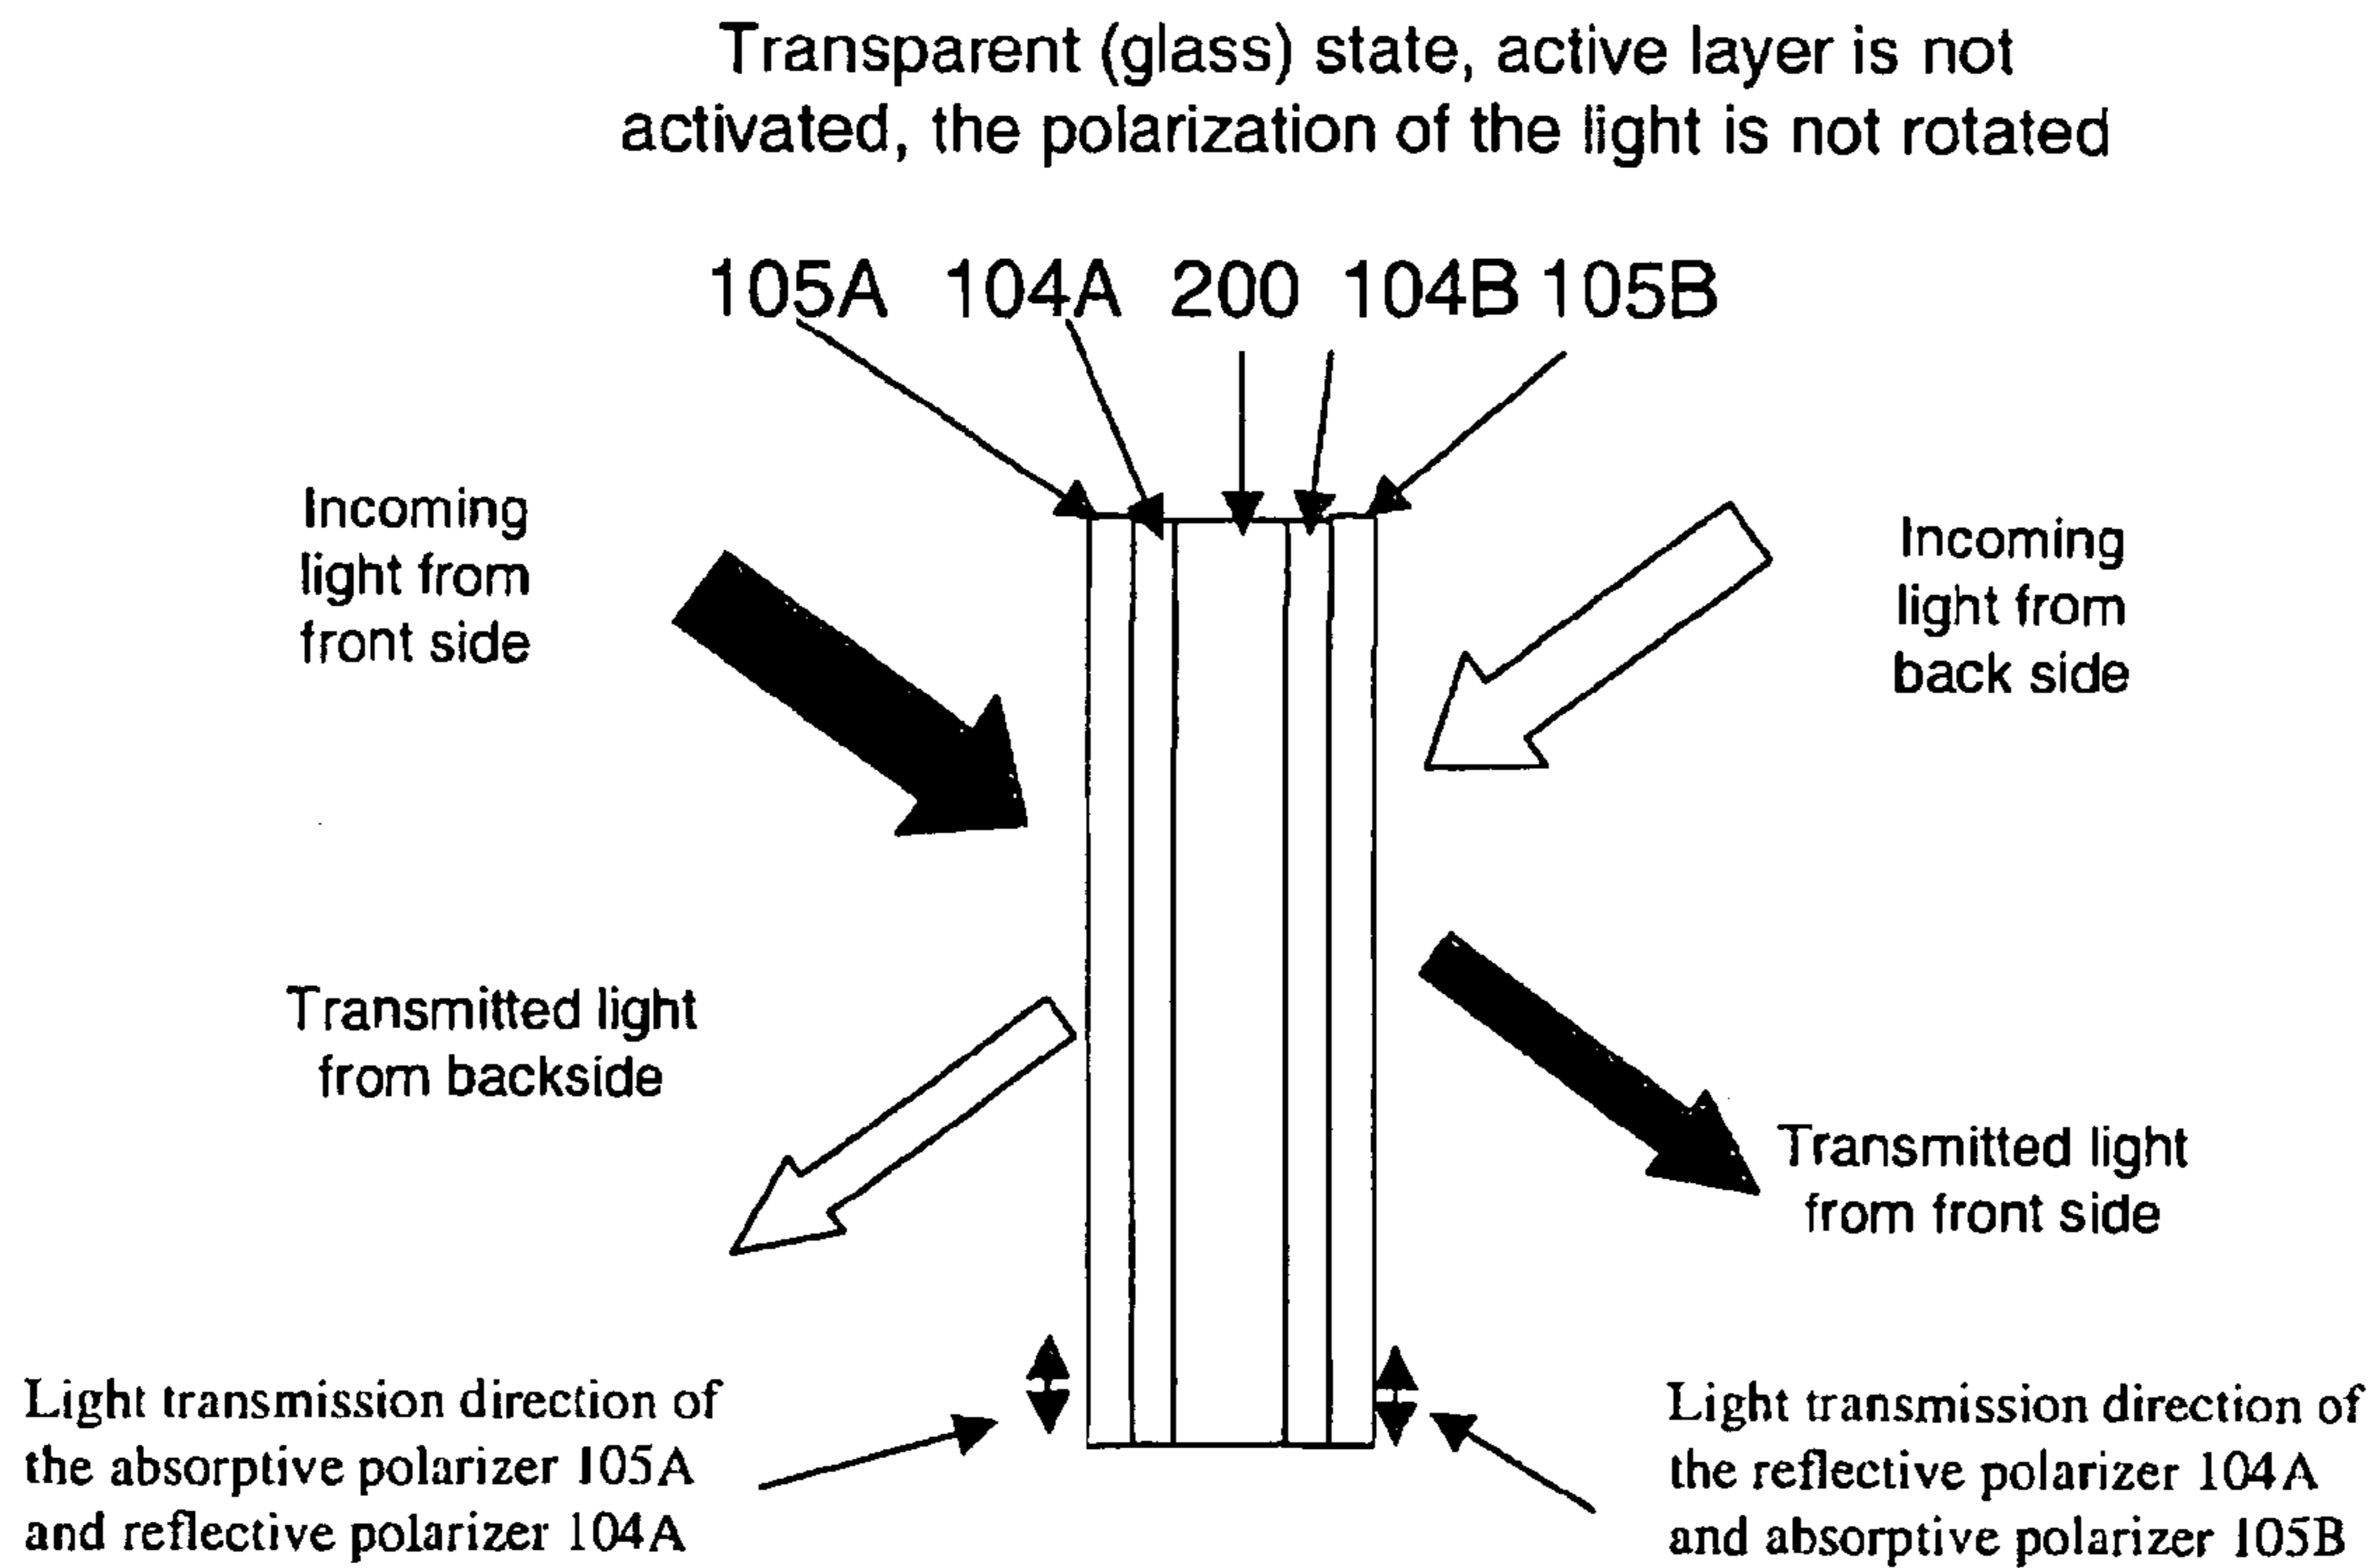 Transparent (glass) state, active layer is not
activated, the polarization of the light is not rotated
105A 104A 200 104B 105B
Incoming
light from
front side
Incoming
light from
back side
Transmitted light
from backside
Transmitted light
from front side
Light transmission direction of
the absorptive polarizer 105A
and reflective polarizer 104A
Light transmission direction of
the reflective polarizer 104A
and absorptive polarizer 105B